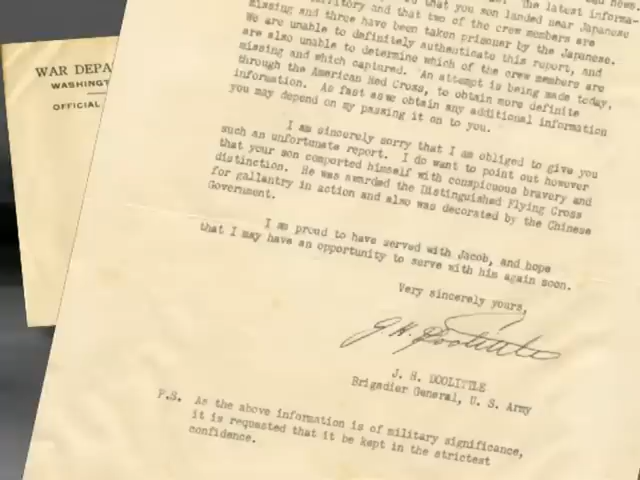 WAR DEPA
WASHINGT
OFFICIAL
news.
that you son landed near Japanese
The latest informa-
territory and that two of the crew members are
missing and three have been taken prisoner by the Japanese.
We are unable to definitely authenticate this report, and
are also unable to determine which of the crew members are
missing and which captured. An attempt is being made today,
through the American Red Cross, to obtain more definite
information. As fast as we obtain any additional information
you may depend on my passing it on to you.
I am sincerely sorry that I am obliged to give you
such an unfortunate report. I do want to point out however
that your son comported himself with conspicuous bravery and
distinction. He was awarded the Distinguished Flying Cross
for gallantry in action and also was decorated by the Chinese
Government.
I am proud to have served with Jacob, and hope
that I may have an opportunity to serve with him again soon.
Very sincerely yours,
J. H. Doolittle
J. H. DOOLITTLE
Brigadier General, U. S. Army
P.S. As the above information is of military significance,
it is requested that it be kept in the strictest
confidence.